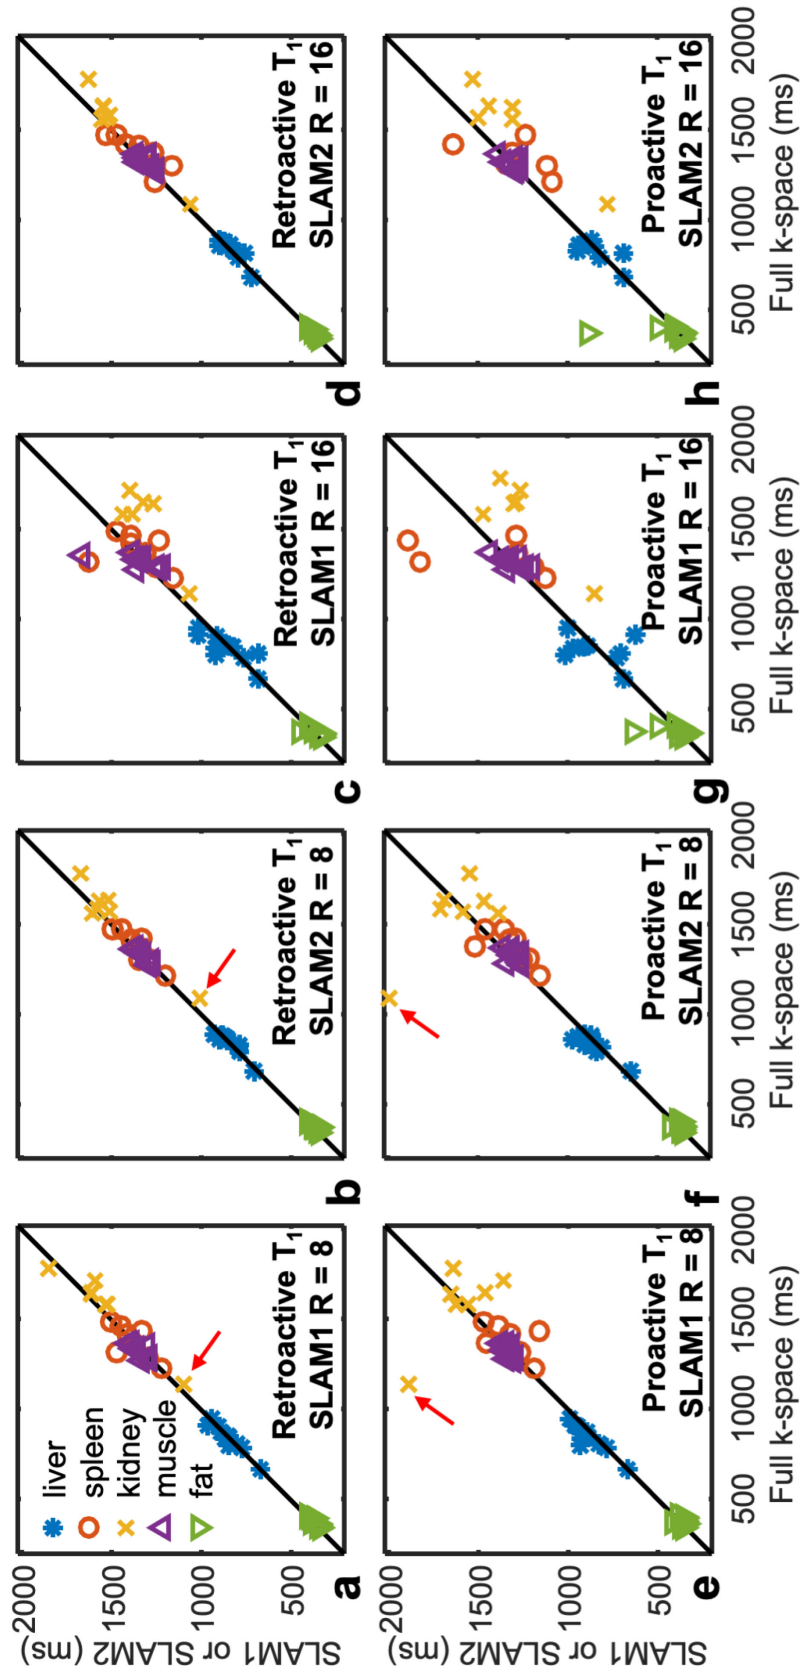 SLAM1 or SLAM2 (ms)
2000
1500
1000
500
liver
spleen
kidney
muscle
fat
Retroactive T1
SLAM1 R = 8
a
Retroactive T1
SLAM2 R = 8
b
Retroactive T1
SLAM1 R = 16
c
Retroactive T1
SLAM2 R = 16
d
SLAM1 or SLAM2 (ms)
2000
1500
1000
500
Proactive T1
SLAM1 R = 8
e
500 1000 1500 2000
Full k-space (ms)
Proactive T1
SLAM2 R = 8
f
500 1000 1500 2000
Full k-space (ms)
Proactive T1
SLAM1 R = 16
g
500 1000 1500 2000
Full k-space (ms)
Proactive T1
SLAM2 R = 16
h
500 1000 1500 2000
Full k-space (ms)